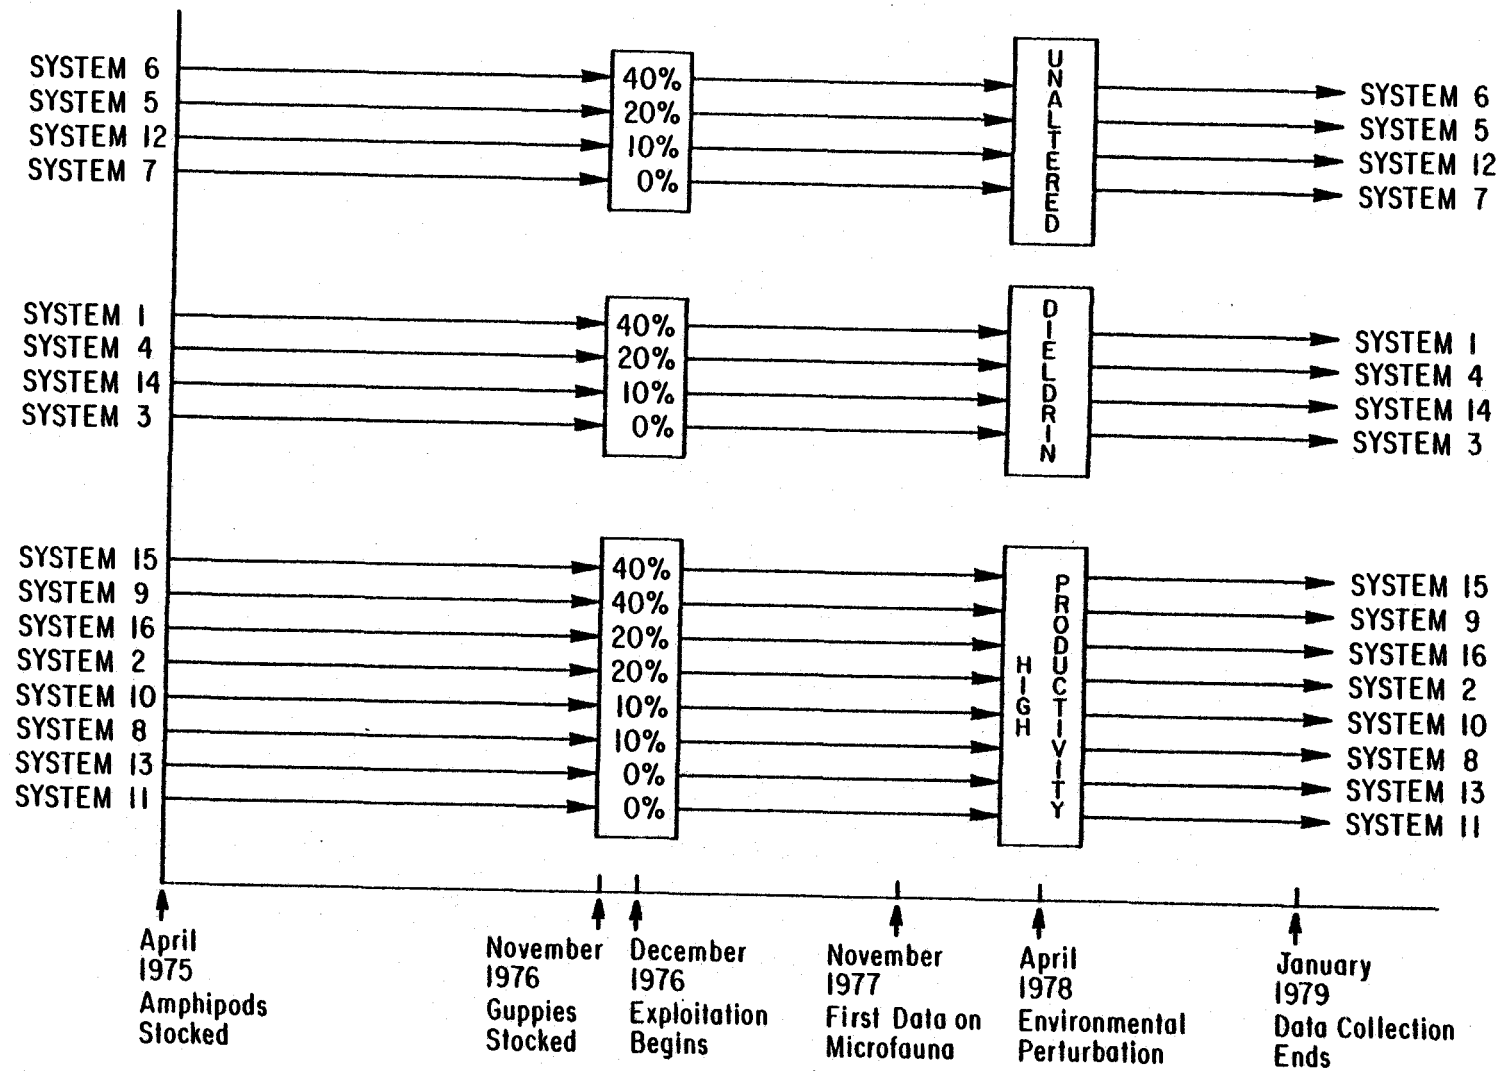 SYSTEM 6
SYSTEM 5
SYSTEM 12
SYSTEM 7
40%
20%
10%
0%
UNALTERED
SYSTEM 6
SYSTEM 5
SYSTEM 12
SYSTEM 7
SYSTEM 1
SYSTEM 4
SYSTEM 14
SYSTEM 3
40%
20%
10%
0%
DIELDRIN
SYSTEM 1
SYSTEM 4
SYSTEM 14
SYSTEM 3
SYSTEM 15
SYSTEM 9
SYSTEM 16
SYSTEM 2
SYSTEM 10
SYSTEM 8
SYSTEM 13
SYSTEM 11
40%
40%
20%
20%
10%
10%
0%
0%
HIGH
PRODUCTIVITY
SYSTEM 15
SYSTEM 9
SYSTEM 16
SYSTEM 2
SYSTEM 10
SYSTEM 8
SYSTEM 13
SYSTEM 11
April
1975
Amphipods
Stocked
November
1976
Guppies
Stocked
December
1976
Exploitation
Begins
November
1977
First Data on
Microfauna
April
1978
Environmental
Perturbation
January
1979
Data Collection
Ends